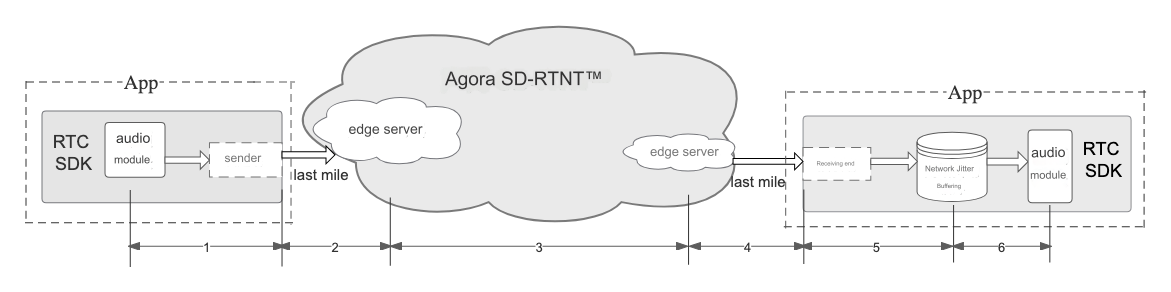 Agora SD-RTNT™
App
RTC
SDK
audio
module
sender
last mile
edge server
edge server
last mile
App
Receiving end
Network Jitter
Buffering
audio
module
RTC
SDK
1
2
3
4
5
6